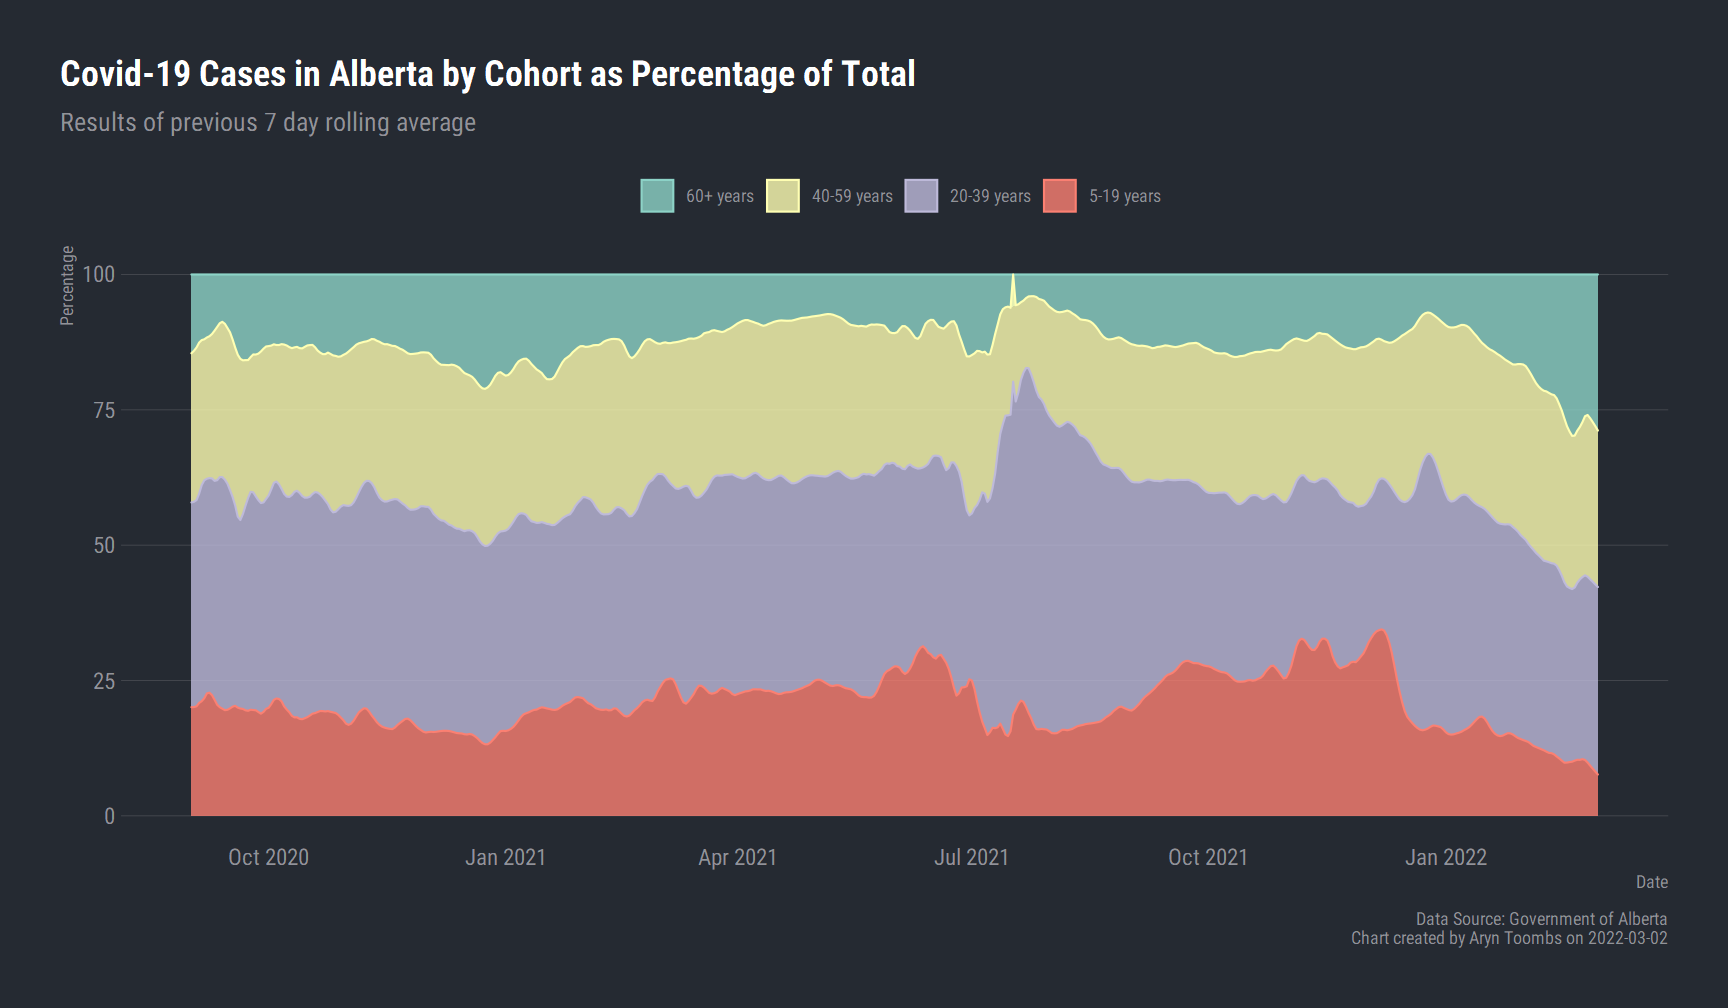 Covid-19 Cases in Alberta by Cohort as Percentage of Total
Results of previous 7 day rolling average
60+ years 40-59 years 20-39 years 5-19 years
Percentage
100
75
50
25
0
Oct 2020 Jan 2021 Apr 2021 Jul 2021 Oct 2021 Jan 2022
Date
Data Source: Government of Alberta
Chart created by Aryn Toombs on 2022-03-02